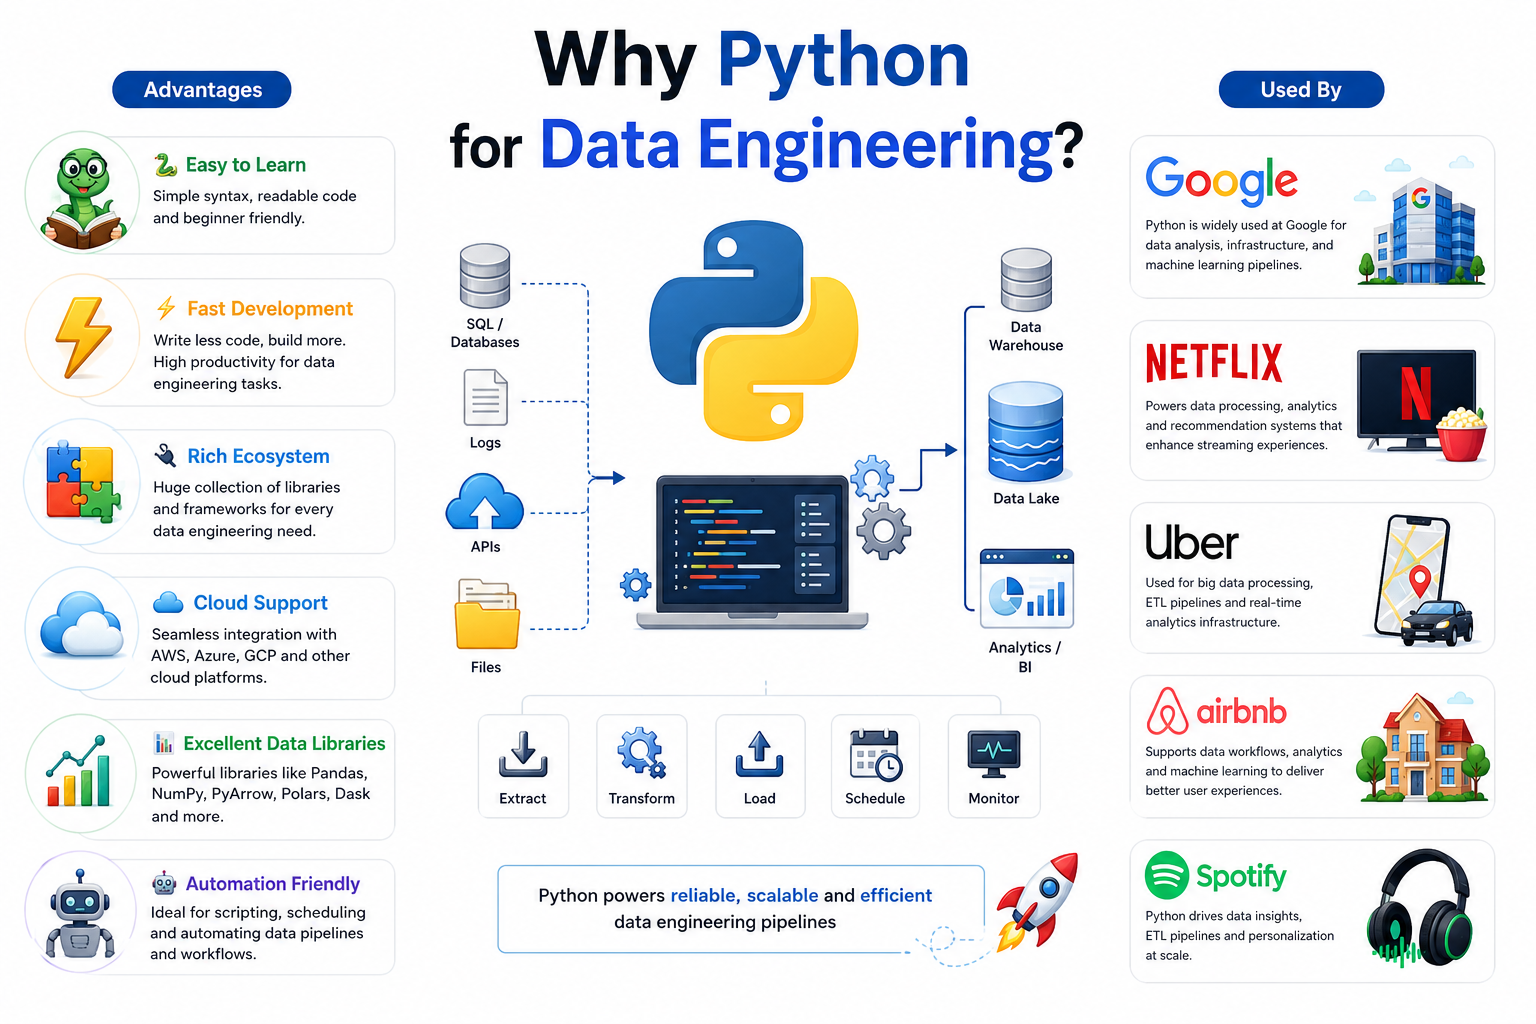 Why Python
for Data Engineering?
Advantages
Easy to Learn
Simple syntax, readable code
and beginner friendly.
Fast Development
Write less code, build more.
High productivity for data
engineering tasks.
Rich Ecosystem
Huge collection of libraries
and frameworks for every
data engineering need.
Cloud Support
Seamless integration with
AWS, Azure, GCP and other
cloud platforms.
Excellent Data Libraries
Powerful libraries like Pandas,
NumPy, PyArrow, Polars, Dask
and more.
Automation Friendly
Ideal for scripting, scheduling
and automating data pipelines
and workflows.
SQL /
Databases
Logs
APIs
Files
Data
Warehouse
Data Lake
Analytics /
BI
Extract
Transform
Load
Schedule
Monitor
Python powers reliable, scalable and efficient
data engineering pipelines
Used By
Google
G
Python is widely used at Google for
data analysis, infrastructure, and
machine learning pipelines.
NETFLIX
N
Powers data processing, analytics
and recommendation systems that
enhance streaming experiences.
Uber
Used for big data processing,
ETL pipelines and real-time
analytics infrastructure.
airbnb
Supports data workflows, analytics
and machine learning to deliver
better user experiences.
Spotify
Python drives data insights,
ETL pipelines and personalization
at scale.